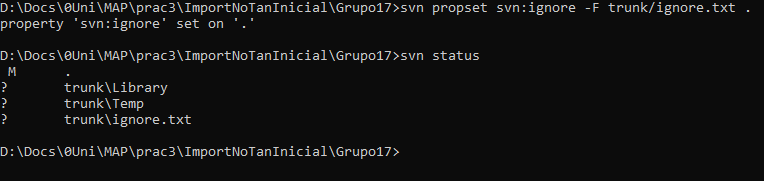 D:\Docs\0Uni\MAP\prac3\ImportNoTanInicial\Grupo17>svn propset svn:ignore -F trunk/ignore.txt .
property 'svn:ignore' set on '.'
D:\Docs\0Uni\MAP\prac3\ImportNoTanInicial\Grupo17>svn status
 M      .
?       trunk\Library
?       trunk\Temp
?       trunk\ignore.txt
D:\Docs\0Uni\MAP\prac3\ImportNoTanInicial\Grupo17>